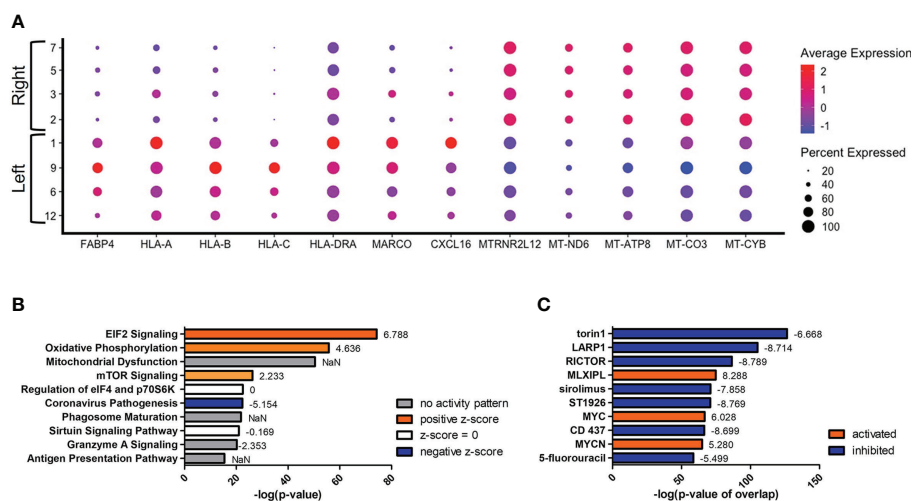 A
Right
Left
7
5
3
2
1
9
6
12
FABP4 HLA-A HLA-B HLA-C HLA-DRA MARCO CXCL16 MTRNR2L12 MT-ND6 MT-ATP8 MT-CO3 MT-CYB
Average Expression
2
1
0
-1
Percent Expressed
20
40
60
80
100
B
EIF2 Signaling 6.788
Oxidative Phosphorylation 4.636
Mitochondrial Dysfunction NaN
mTOR Signaling 2.233
Regulation of eIF4 and p70S6K 0
Coronavirus Pathogenesis -5.154
Phagosome Maturation NaN
Sirtuin Signaling Pathway -0.169
Granzyme A Signaling -2.353
Antigen Presentation Pathway NaN
0 20 40 60 80
-log(p-value)
no activity pattern
positive z-score
z-score = 0
negative z-score
C
torin1 -6.668
LARP1 -8.714
RICTOR -8.789
MLXIPL 8.288
sirolimus -7.858
ST1926 -8.769
MYC 6.028
CD 437 -8.699
MYCN 5.280
5-fluorouracil -5.499
0 50 100 150
-log(p-value of overlap)
activated
inhibited